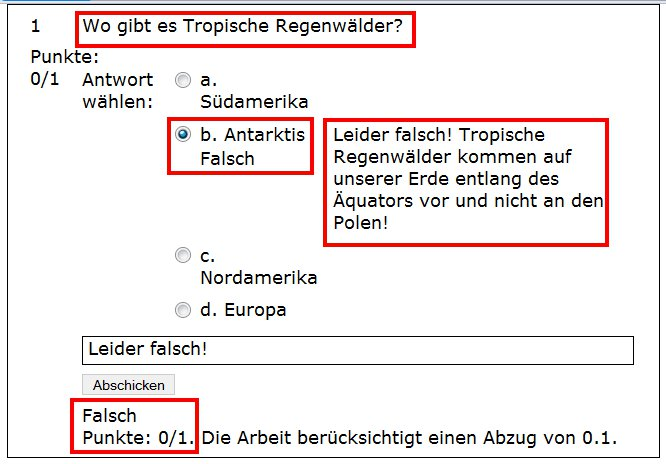 1 Wo gibt es Tropische Regenwälder?
Punkte:
0/1 Antwort wählen:
a.
Südamerika
b. Antarktis
Falsch
Leider falsch! Tropische
Regenwälder kommen auf
unserer Erde entlang des
Äquators vor und nicht an den
Polen!
c.
Nordamerika
d. Europa
Leider falsch!
Abschicken
Falsch
Punkte: 0/1. Die Arbeit berücksichtigt einen Abzug von 0.1.